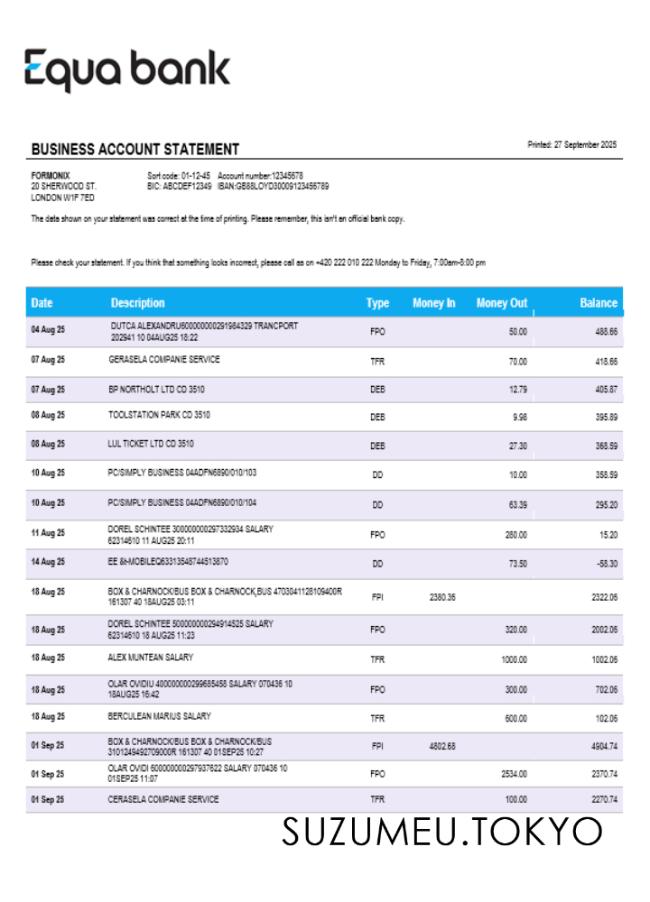 Equa bank
BUSINESS ACCOUNT STATEMENT
Printed: 27 September 2025
FORMONIX
20 SHERWOOD ST.
LONDON W1F 7ED
Sort code: 01-12-45 Account number:12345678
BIC: ABCDEF12349 IBAN:GB88LOYD30009123456789
The data shown on your statement was correct at the time of printing. Please remember, this isn't an official bank copy.
Please check your statement. If you think that something looks incorrect, please call as on +420 222 010 222 Monday to Friday, 7:00am-8:00 pm
Date Description Type Money In Money Out Balance
04 Aug 25 DUTCA ALEXANDRU600000000291984329 TRANCPORT FPO 50.00 488.66
202941 10 04AUG25 18:22
07 Aug 25 GERASELA COMPANIE SERVICE TFR 70.00 418.66
07 Aug 25 BP NORTHOLT LTD CD 3510 DEB 12.79 405.87
08 Aug 25 TOOLSTATION PARK CD 3510 DEB 9.98 395.89
08 Aug 25 LUL TICKET LTD CD 3510 DEB 27.30 368.59
10 Aug 25 PC/SIMPLY BUSINESS 04ADFN6890/010/103 DD 10.00 358.59
10 Aug 25 PC/SIMPLY BUSINESS 04ADFN6890/010/104 DD 63.39 295.20
11 Aug 25 DOREL SCHINTEE 300000000297332934 SALARY FPO 280.00 15.20
62314610 11 AUG25 20:11
14 Aug 25 EE &t-MOBILEQ63313548744513870 DD 73.50 -58.30
18 Aug 25 BOX & CHARNOCK/BUS BOX & CHARNOCK,BUS 4703041128109400R FPI 2380.36 2322.06
161307 40 18AUG25 03:11
18 Aug 25 DOREL SCHINTEE 500000000294914525 SALARY FPO 320.00 2002.06
62314610 18 AUG25 11:23
18 Aug 25 ALEX MUNTEAN SALARY TFR 1000.00 1002.06
18 Aug 25 OLAR OVIDIU 400000000299685458 SALARY 070436 10 FPO 300.00 702.06
18AUG25 16:42
18 Aug 25 BERCULEAN MARIUS SALARY TFR 600.00 102.06
01 Sep 25 BOX & CHARNOCK/BUS BOX & CHARNOCK/BUS FPI 4802.68 4904.74
3101249492709000R 161307 40 01SEP25 10:27
01 Sep 25 OLAR OVIDI 600000000297937622 SALARY 070436 10 FPO 2534.00 2370.74
01SEP25 11:07
01 Sep 25 CERASELA COMPANIE SERVICE TFR 100.00 2270.74
SUZUMEU.TOKYO